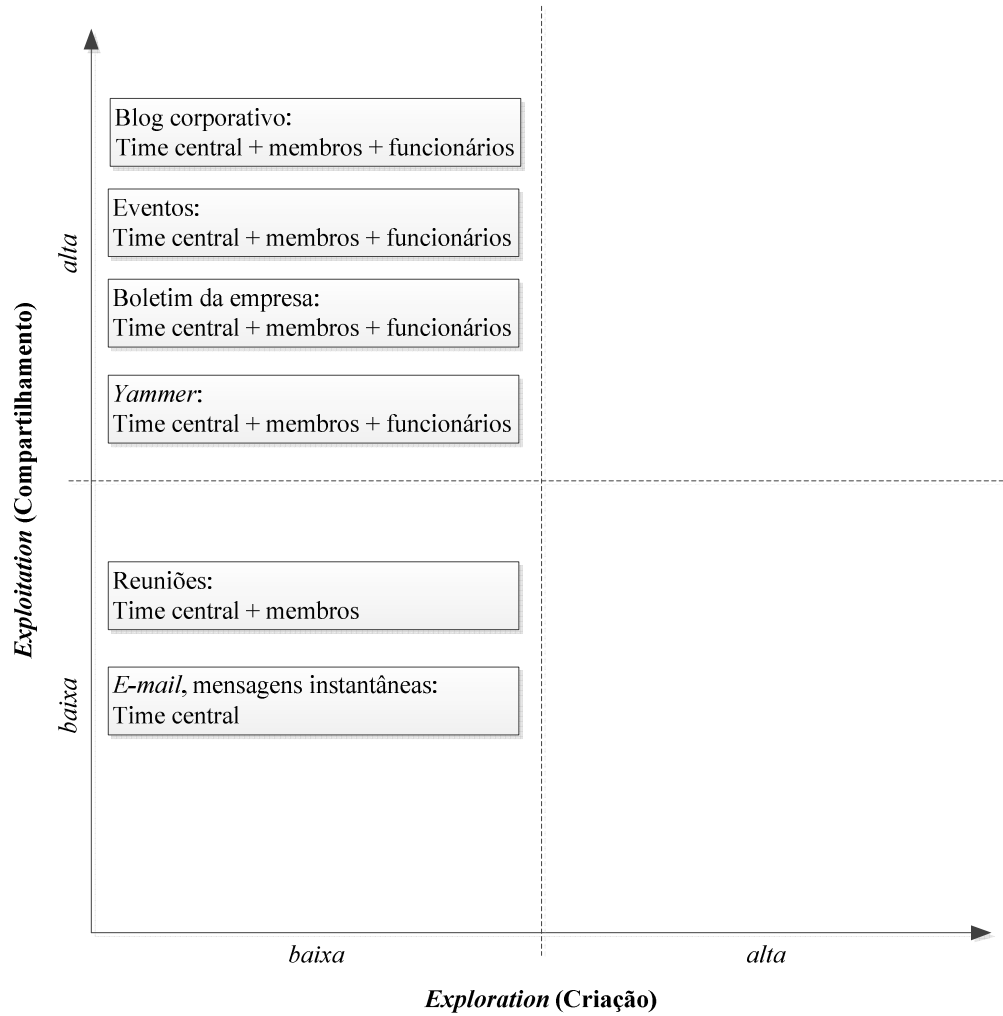 Blog corporativo:
Time central + membros + funcionários
Eventos:
Time central + membros + funcionários
Boletim da empresa:
Time central + membros + funcionários
Yammer:
Time central + membros + funcionários
Reuniões:
Time central + membros
E-mail, mensagens instantâneas:
Time central
alta
baixa
Exploitation (Compartilhamento)
baixa
alta
Exploration (Criação)